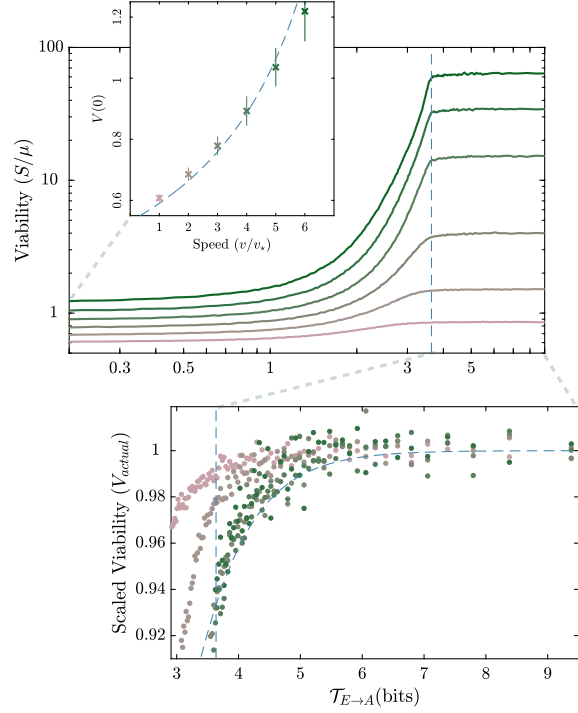 1.2
1
0.8
0.6
V(0)
1 2 3 4 5 6
Speed (v/v⋆)
100
10
1
Viability (S/μ)
0.3 0.5 1 3 5
1
0.98
0.96
0.94
0.92
Scaled Viability (V_actual)
3 4 5 6 7 8 9
𝒯_E→A(bits)